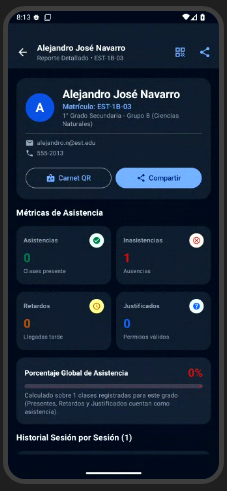 8:13
Alejandro José Navarro
Reporte Detallado • EST-1B-03
A
Alejandro José Navarro
Matrícula: EST-1B-03
1° Grado Secundaria - Grupo B (Ciencias
Naturales)
alejandro.n@est.edu
555-2013
Carnet QR
Compartir
Métricas de Asistencia
Asistencias
0
Clases presente
Inasistencias
1
Ausencias
Retardos
0
Llegadas tarde
Justificados
0
Permisos válidos
Porcentaje Global de Asistencia
0%
Calculado sobre 1 clases registradas para este grado
(Presentes, Retardos y Justificados cuentan como
asistencia)
Historial Sesión por Sesión (1)